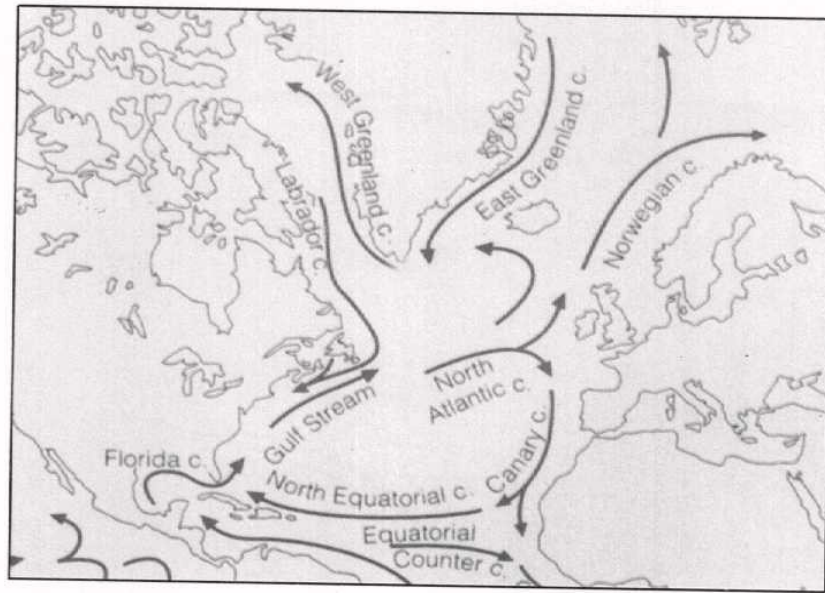 West Greenland c.
East Greenland c.
Labrador c.
Norwegian c.
North
Atlantic c.
Gulf Stream
Canary c.
Florida c.
North Equatorial c.
Equatorial
Counter c.